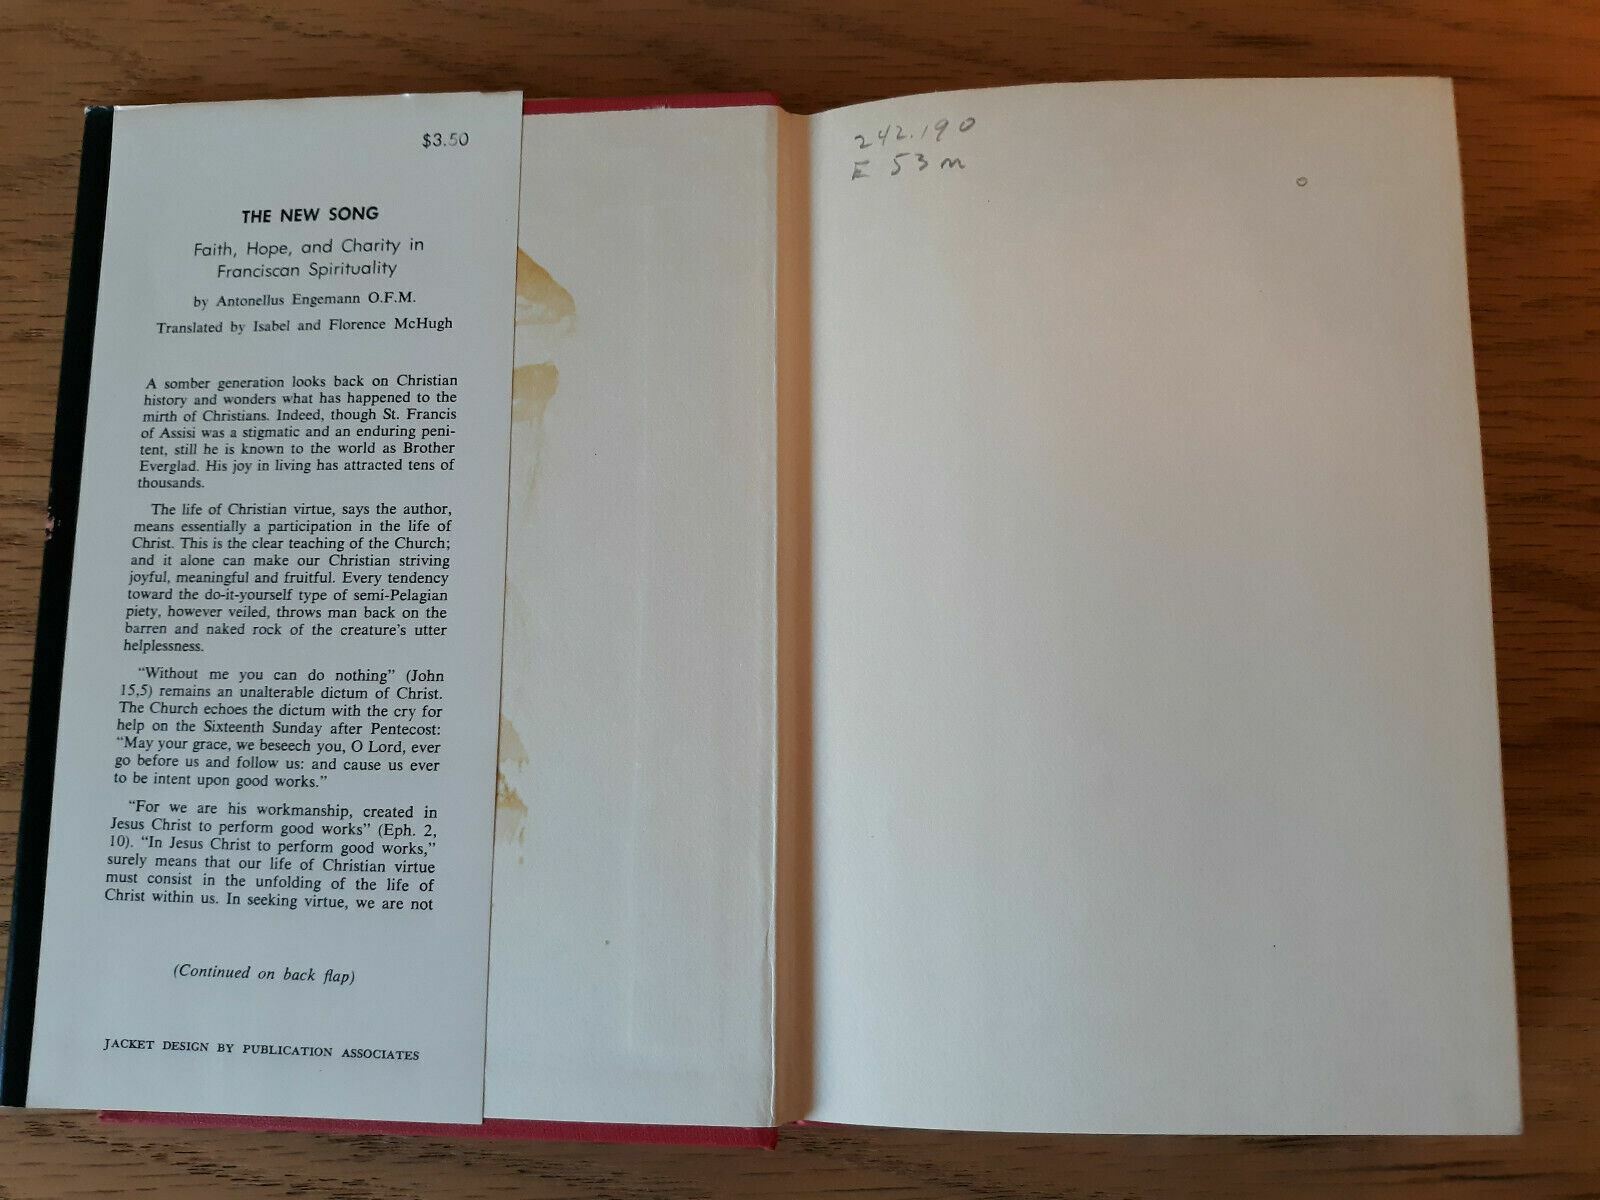 $3.50
THE NEW SONG
Faith, Hope, and Charity in
Franciscan Spirituality
by Antonellus Engemann O.F.M.
Translated by Isabel and Florence McHugh
A somber generation looks back on Christian
history and wonders what has happened to the
mirth of Christians. Indeed, though St. Francis
of Assisi was a stigmatic and an enduring peni-
tent, still he is known to the world as Brother
Everglad. His joy in living has attracted tens of
thousands.
The life of Christian virtue, says the author,
means essentially a participation in the life of
Christ. This is the clear teaching of the Church;
and it alone can make our Christian striving
joyful, meaningful and fruitful. Every tendency
toward the do-it-yourself type of semi-Pelagian
piety, however veiled, throws man back on the
barren and naked rock of the creature's utter
helplessness.
"Without me you can do nothing" (John
15,5) remains an unalterable dictum of Christ.
The Church echoes the dictum with the cry for
help on the Sixteenth Sunday after Pentecost:
"May your grace, we beseech you, O Lord, ever
go before us and follow us: and cause us ever
to be intent upon good works."
"For we are his workmanship, created in
Jesus Christ to perform good works" (Eph. 2,
10). "In Jesus Christ to perform good works,"
surely means that our life of Christian virtue
must consist in the unfolding of the life of
Christ within us. In seeking virtue, we are not
(Continued on back flap)
JACKET DESIGN BY PUBLICATION ASSOCIATES
242.190
E 53 m